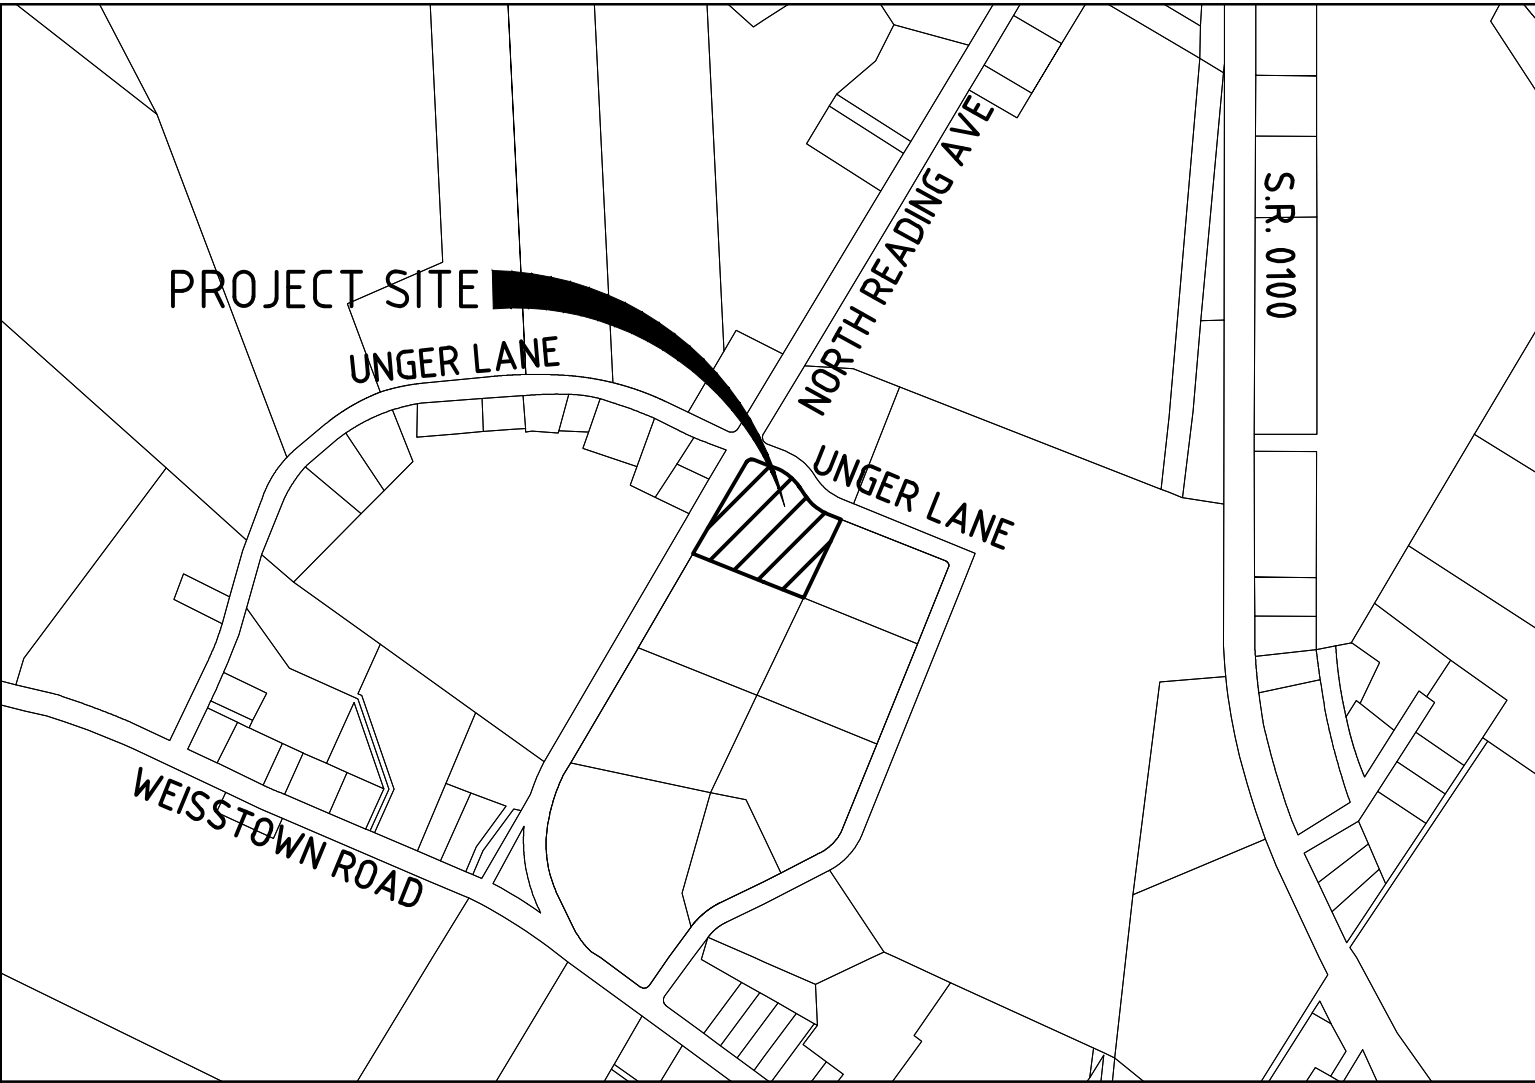 NORTH READING AVE
S.R. 0100
PROJECT SITE
UNGER LANE
UNGER LANE
WEISSTOWN ROAD